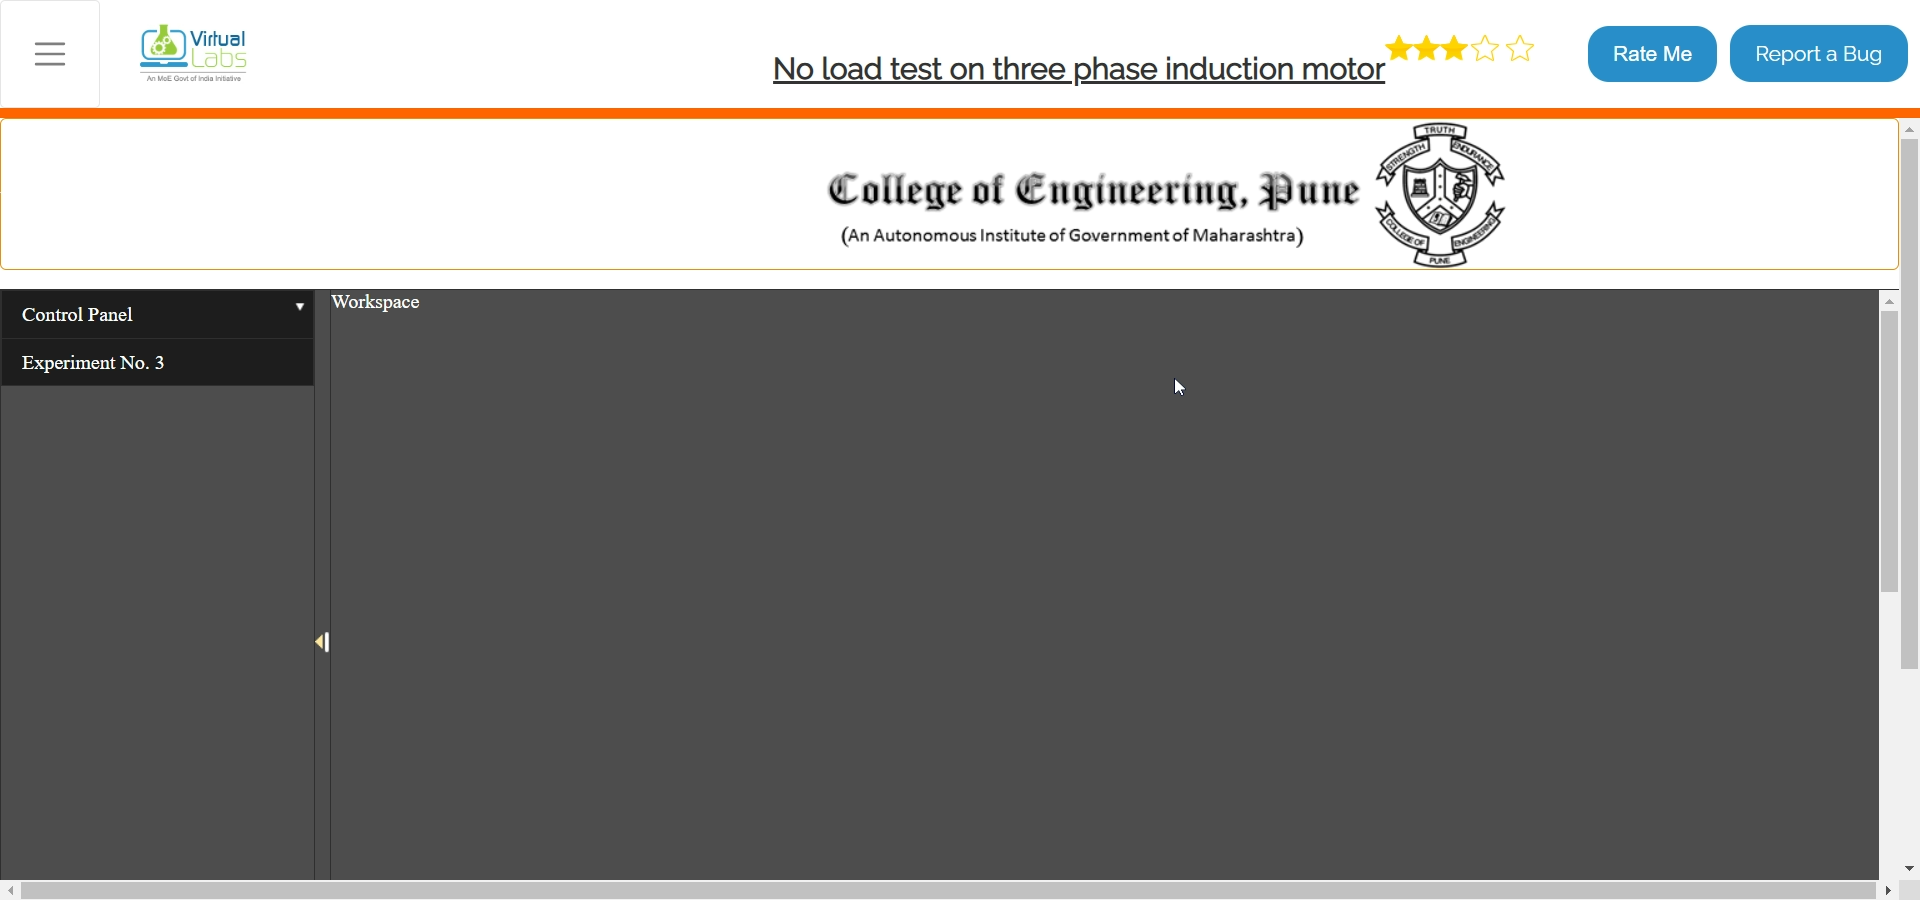 Virtual
Labs
An MoE Govt of India Initiative
No load test on three phase induction motor
Rate Me
Report a Bug
College of Engineering, Pune
(An Autonomous Institute of Government of Maharashtra)
TRUTH
STRENGTH
ENDURANCE
COLLEGE OF
ENGINEERING
PUNE
Control Panel
Workspace
Experiment No. 3